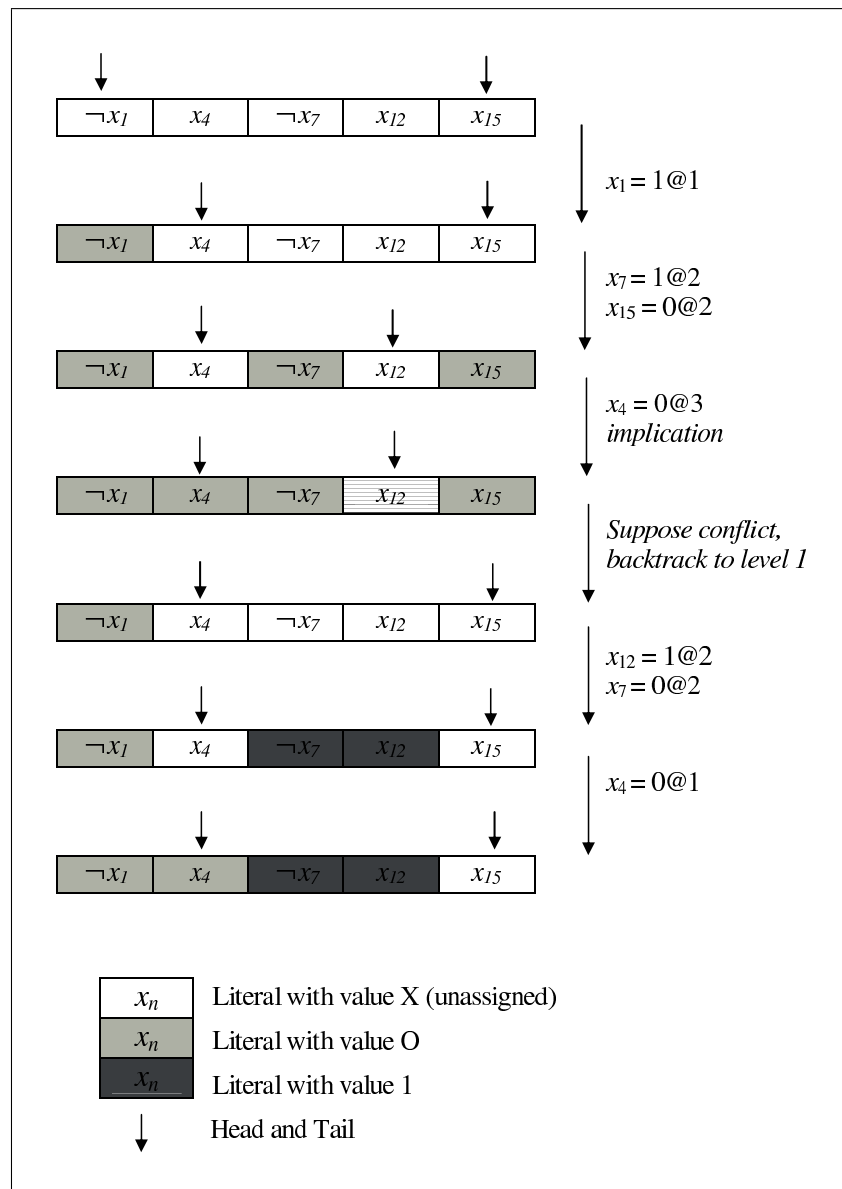 ¬x₁ x₄ ¬x₇ x₁₂ x₁₅
x₁ = 1@1
¬x₁ x₄ ¬x₇ x₁₂ x₁₅
x₇ = 1@2
x₁₅ = 0@2
¬x₁ x₄ ¬x₇ x₁₂ x₁₅
x₄ = 0@3
implication
¬x₁ x₄ ¬x₇ x₁₂ x₁₅
Suppose conflict,
backtrack to level 1
¬x₁ x₄ ¬x₇ x₁₂ x₁₅
x₁₂ = 1@2
x₇ = 0@2
¬x₁ x₄ ¬x₇ x₁₂ x₁₅
x₄ = 0@1
¬x₁ x₄ ¬x₇ x₁₂ x₁₅
xₙ Literal with value X (unassigned)
xₙ Literal with value O
xₙ Literal with value 1
Head and Tail